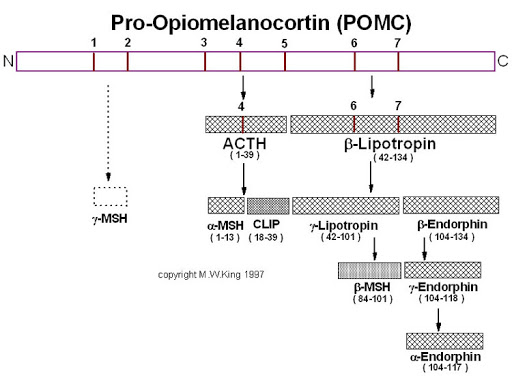 Pro-Opiomelanocortin (POMC)
1 2 3 4 5 6 7
N C
4 6 7
ACTH β-Lipotropin
(1-39) (42-134)
γ-MSH α-MSH CLIP γ-Lipotropin β-Endorphin
(1-13) (18-39) (42-101) (104-134)
copyright M.W.King 1997
β-MSH γ-Endorphin
(84-101) (104-118)
α-Endorphin
(104-117)